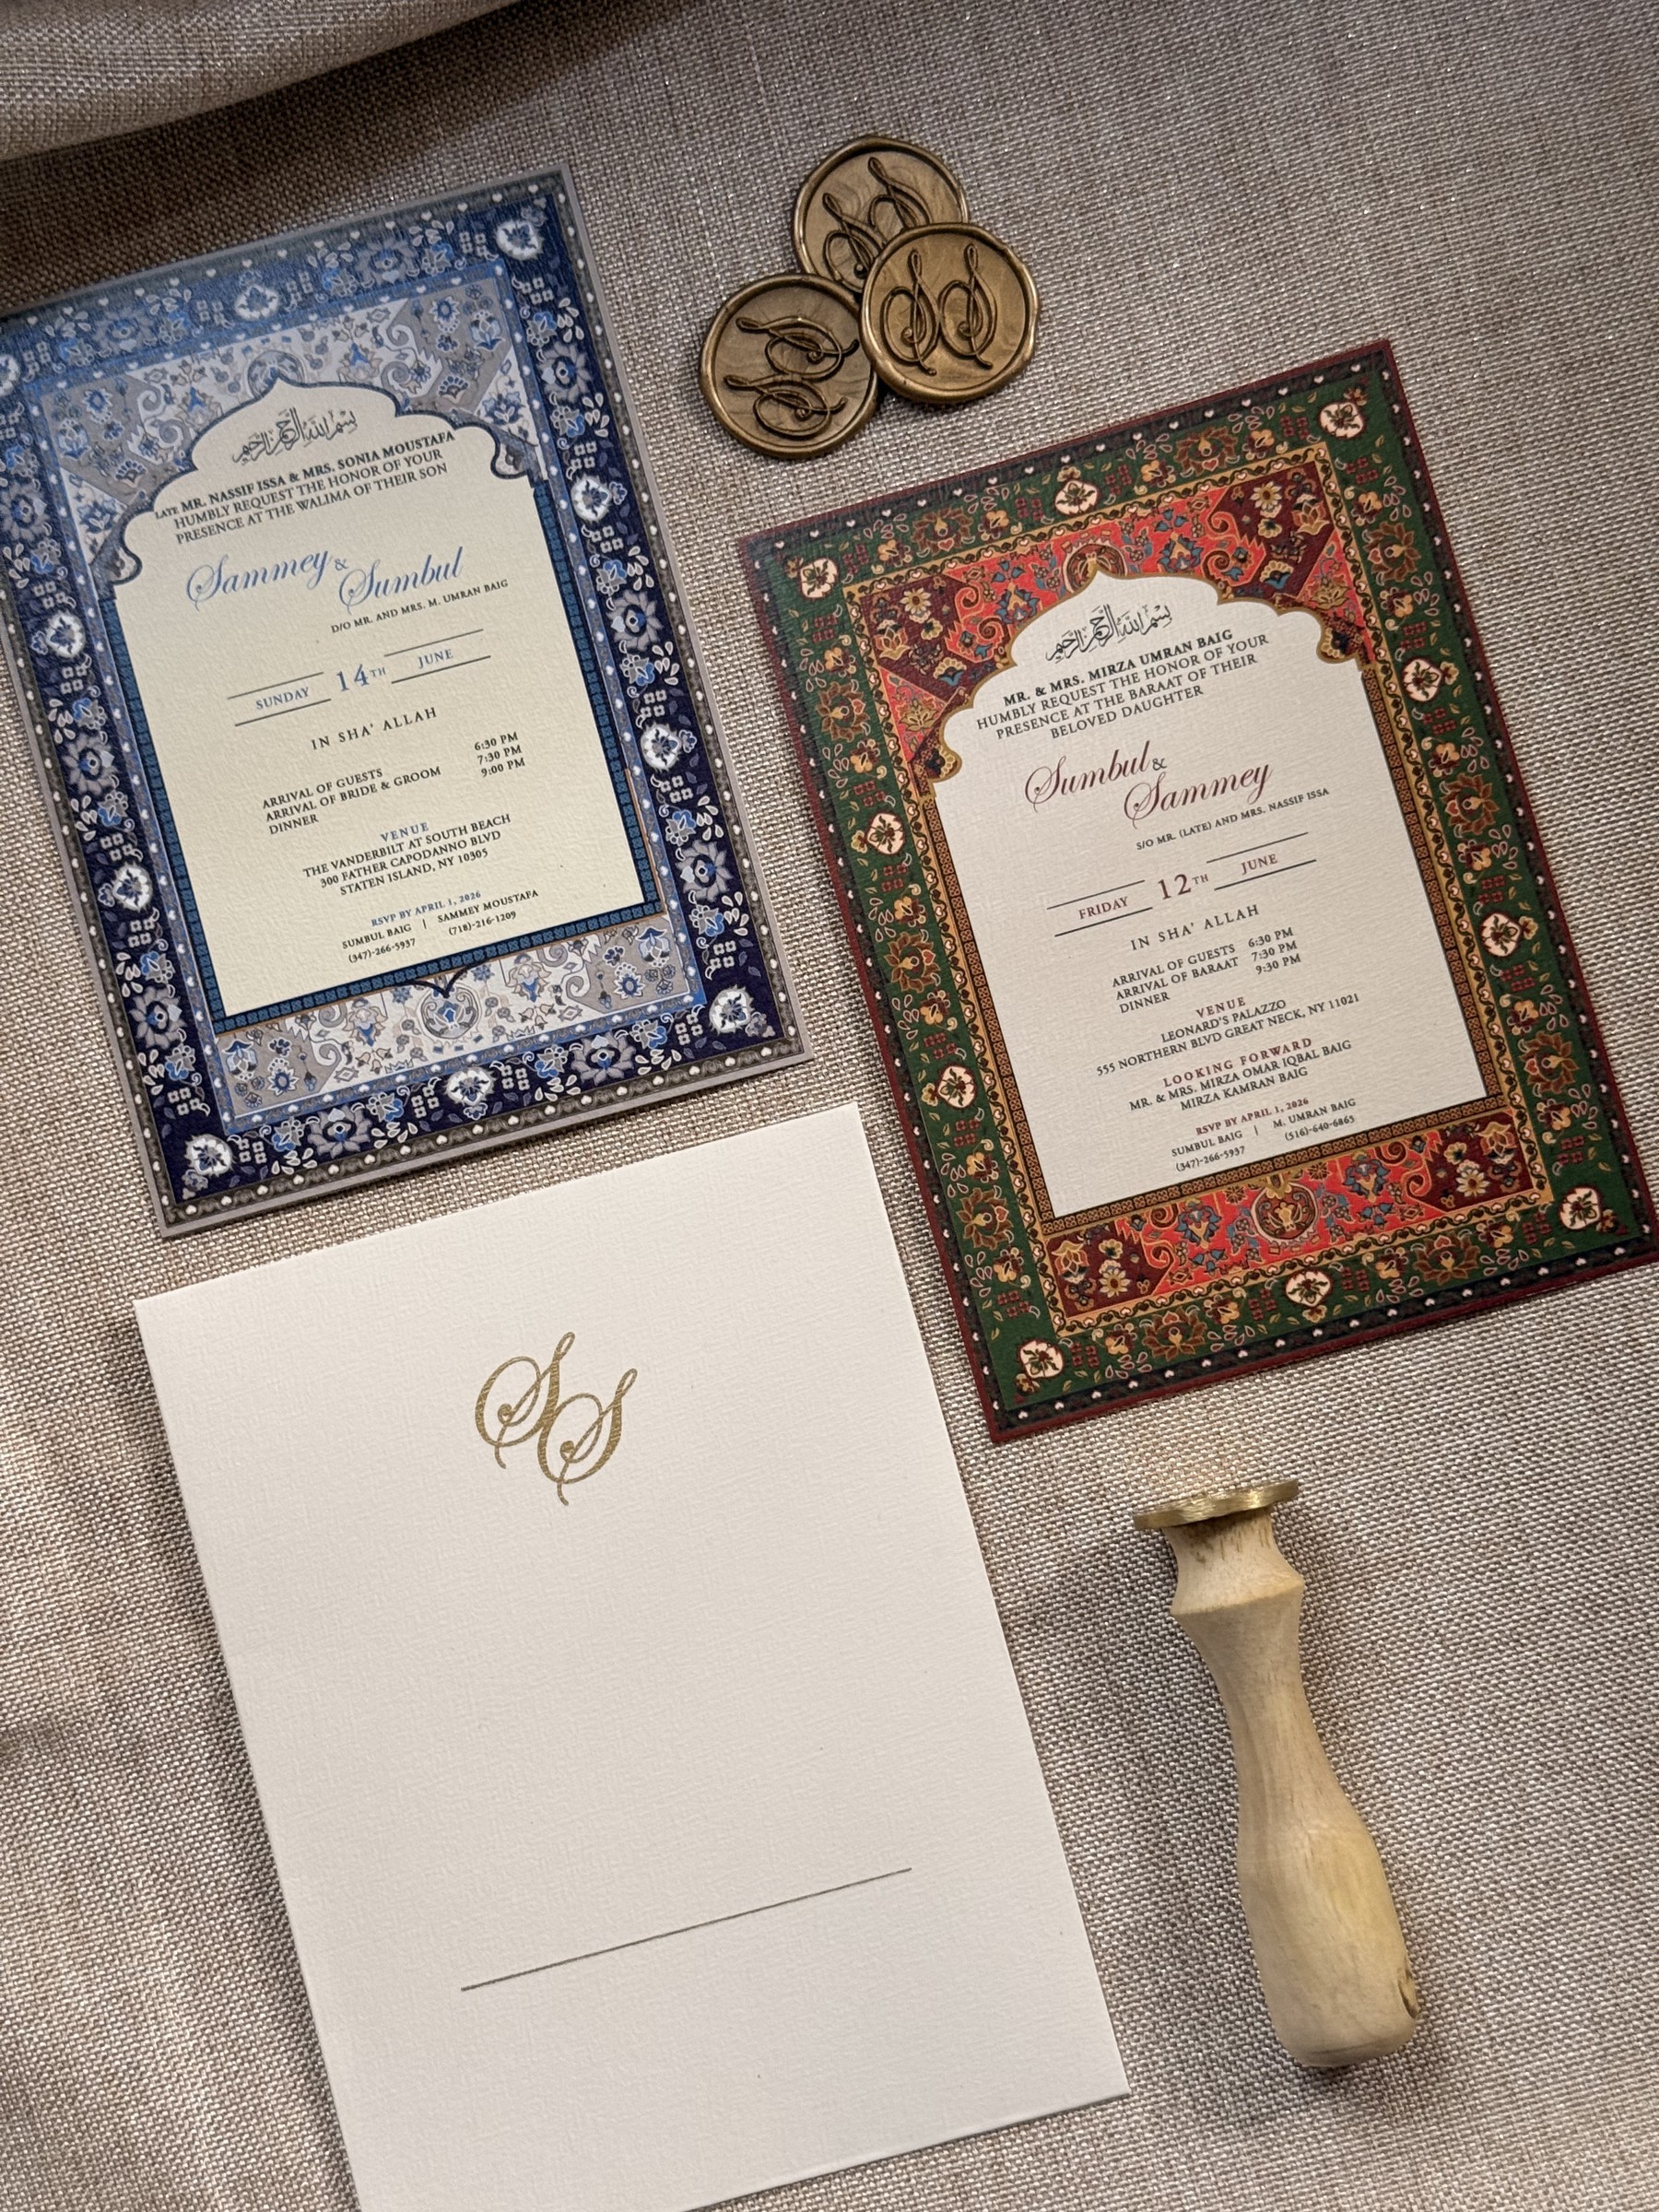 بسم الله الرحمن الرحيم
LATE MR. NASSIF ISSA & MRS. SONIA MOUSTAFA
HUMBLY REQUEST THE HONOR OF YOUR
PRESENCE AT THE WALIMA OF THEIR SON
Sammey &
Sumbul
D/O MR. AND MRS. M. UMRAN BAIG
SUNDAY 14TH JUNE
IN SHA' ALLAH
ARRIVAL OF GUESTS 6:30 PM
ARRIVAL OF BRIDE & GROOM 7:30 PM
DINNER 9:00 PM
VENUE
THE VANDERBILT AT SOUTH BEACH
300 FATHER CAPODANNO BLVD
STATEN ISLAND, NY 10305
RSVP BY APRIL 1, 2026
SUMBUL BAIG | SAMMEY MOUSTAFA
(347)-266-5937 (718)-216-1209
SS
SS
SS
بسم الله الرحمن الرحيم
MR. & MRS. MIRZA UMRAN BAIG
HUMBLY REQUEST THE HONOR OF YOUR
PRESENCE AT THE BARAAT OF THEIR
BELOVED DAUGHTER
Sumbul &
Sammey
S/O MR. (LATE) AND MRS. NASSIF ISSA
FRIDAY 12TH JUNE
IN SHA' ALLAH
ARRIVAL OF GUESTS 6:30 PM
ARRIVAL OF BARAAT 7:30 PM
DINNER 9:30 PM
VENUE
LEONARD'S PALAZZO
555 NORTHERN BLVD GREAT NECK, NY 11021
LOOKING FORWARD
MR. & MRS. MIRZA OMAR IQBAL BAIG
MIRZA KAMRAN BAIG
RSVP BY APRIL 1, 2026
SUMBUL BAIG | M. UMRAN BAIG
(347)-266-5937 (516)-640-6865
SS